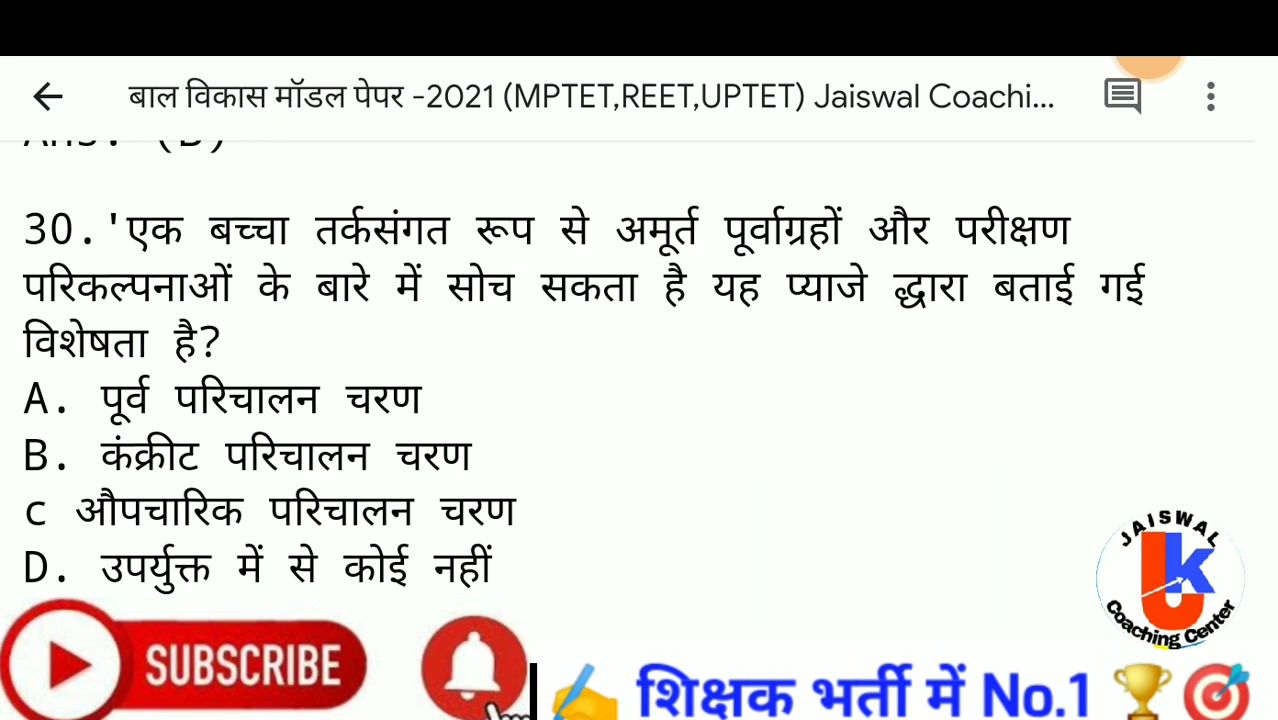 बाल विकास मॉडल पेपर -2021 (MPTET,REET,UPTET) Jaiswal Coachi...
Ans. (D)
30.'एक बच्चा तर्कसंगत रूप से अमूर्त पूर्वाग्रहों और परीक्षण
परिकल्पनाओं के बारे में सोच सकता है यह प्याजे द्धारा बताई गई
विशेषता है?
A. पूर्व परिचालन चरण
B. कंक्रीट परिचालन चरण
c औपचारिक परिचालन चरण
D. उपर्युक्त में से कोई नहीं
JAISWAL
JK
Coaching Center
SUBSCRIBE
शिक्षक भर्ती में No.1